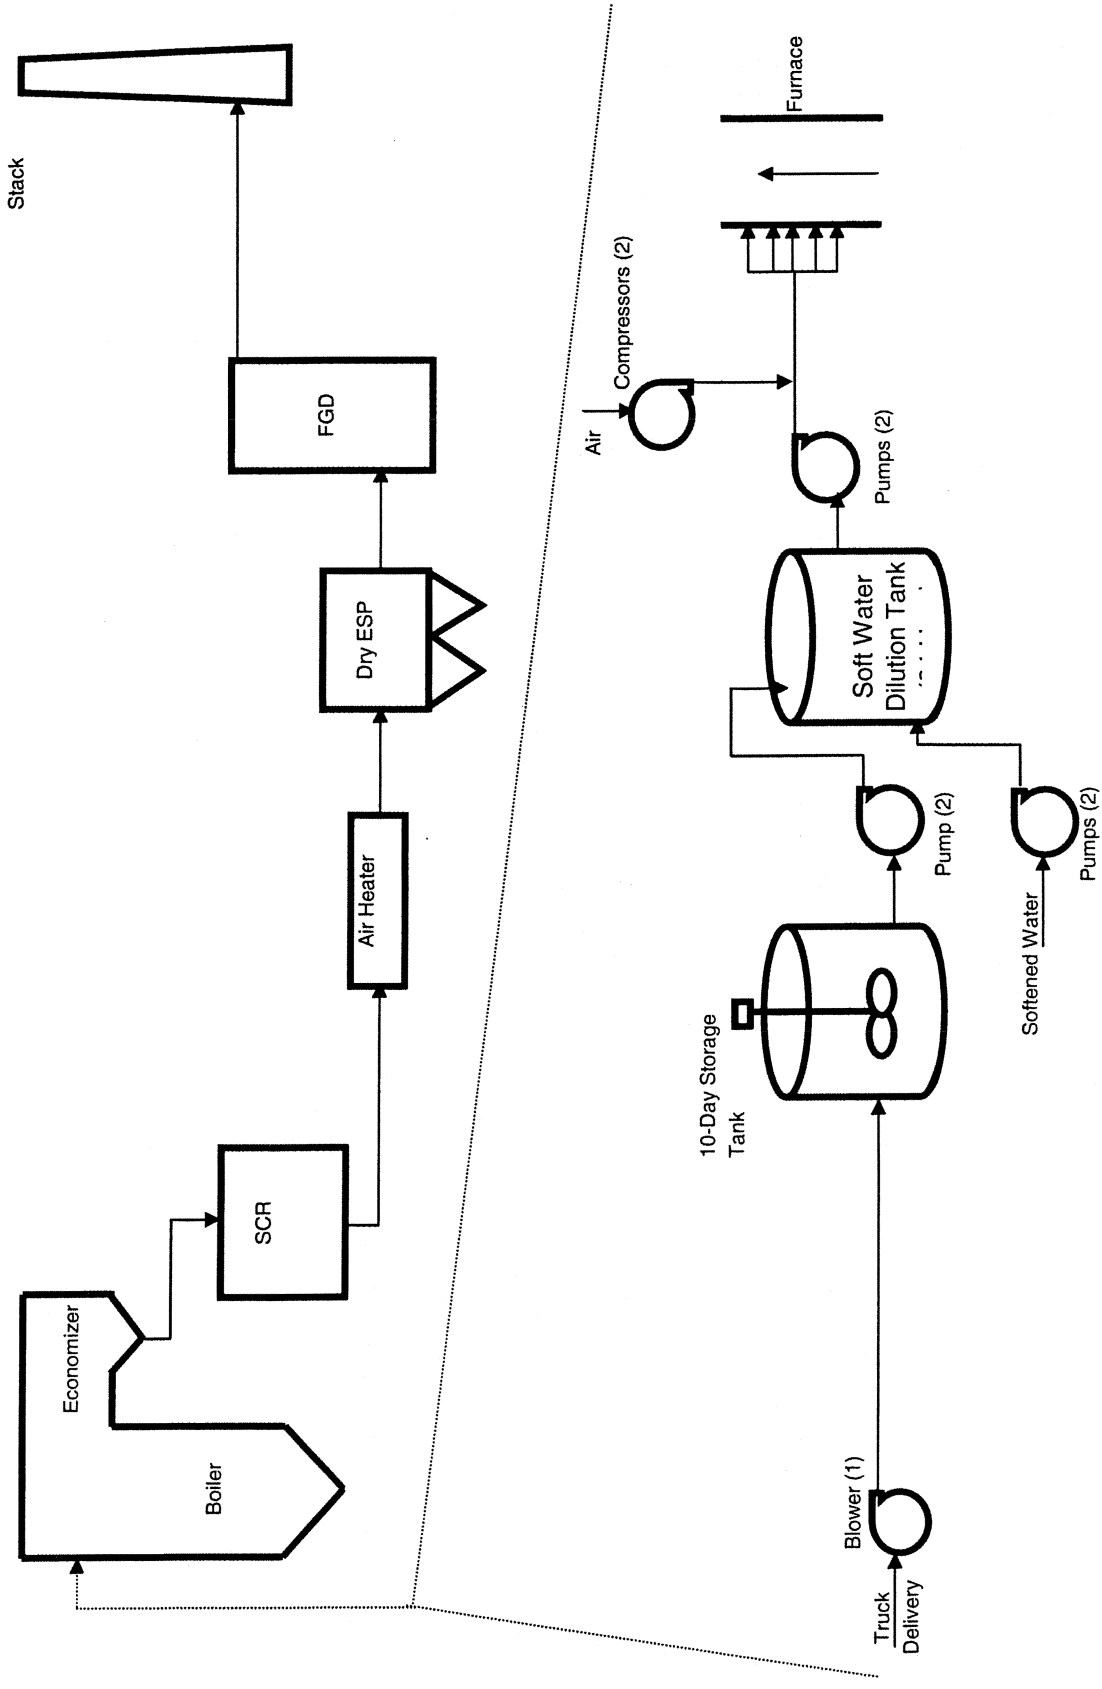 Stack
Economizer
Boiler
SCR
Air Heater
Dry ESP
FGD
Truck
Delivery
Blower (1)
10-Day Storage
Tank
Pump (2)
Softened Water
Pumps (2)
Soft Water
Dilution Tank
Pumps (2)
Air
Compressors (2)
Furnace